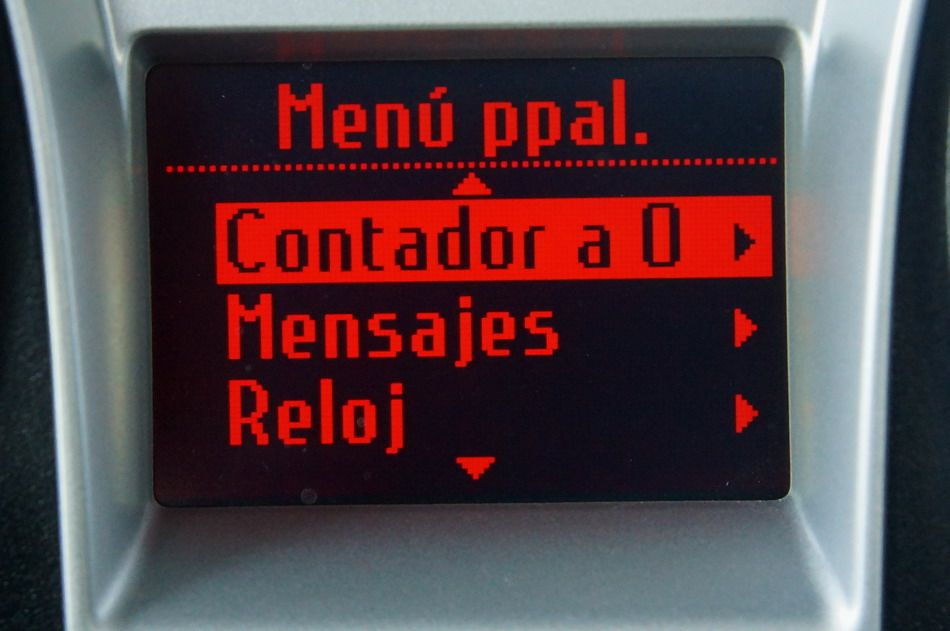 Menú ppal.
Contador a 0
Mensajes
Reloj